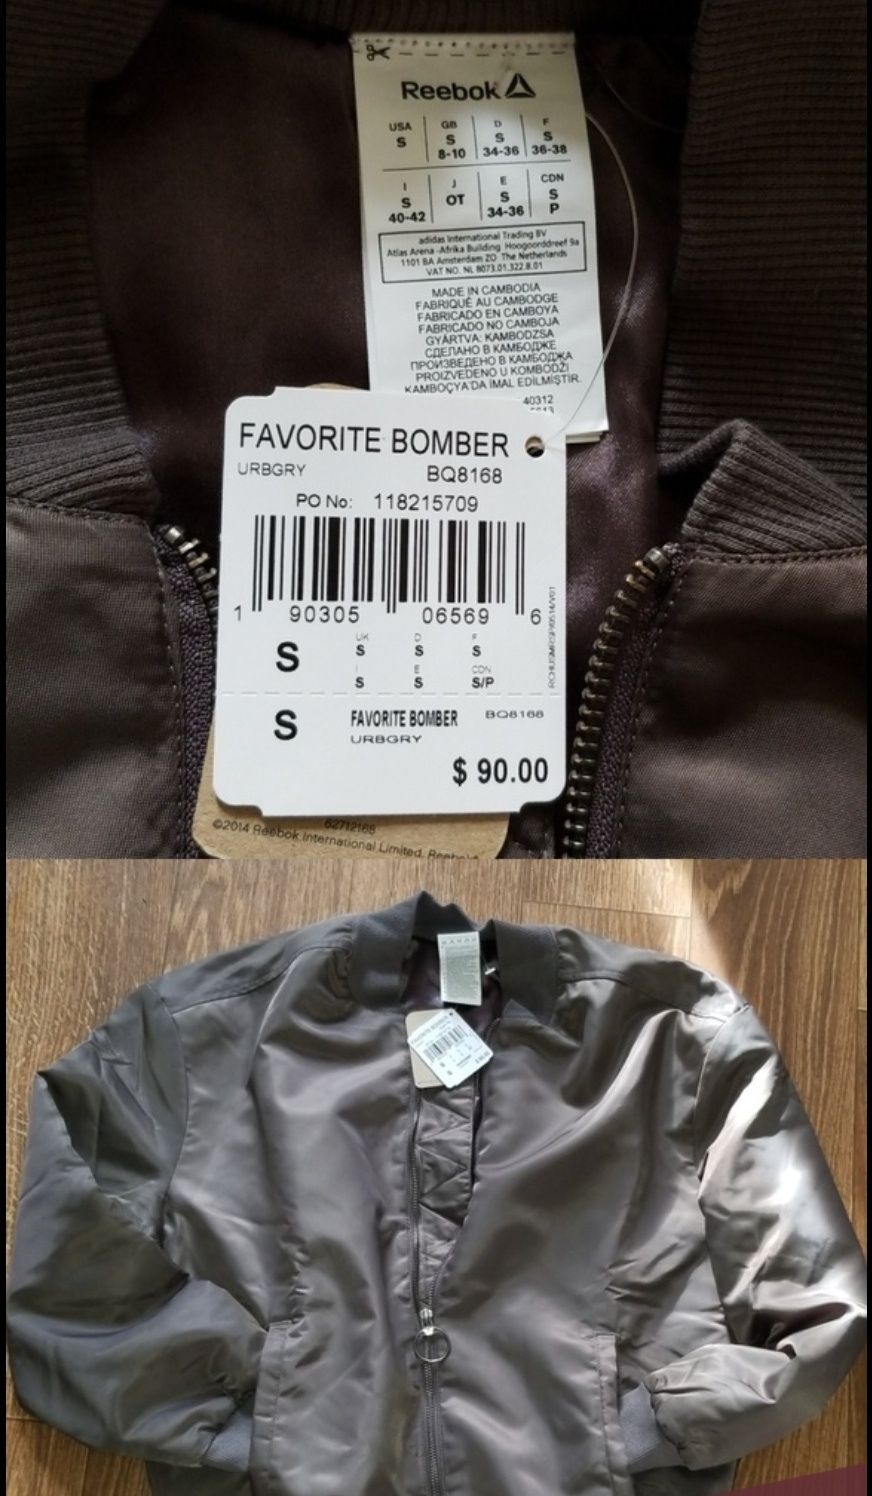 Reebok
USA GB D F
S S S S
8-10 34-36 36-38
I J E CDN
S OT S S
40-42 34-36 P
adidas International Trading BV
Atlas Arena -Afrika Building Hoogoorddreef 9a
1101 BA Amsterdam ZO The Netherlands
VAT NO. NL 8073.01.322.B.01
MADE IN CAMBODIA
FABRIQUÉ AU CAMBODGE
FABRICADO EN CAMBOYA
FABRICADO NO CAMBOJA
GYÁRTVA: KAMBODZSA
СДЕЛАНО В КАМБОДЖЕ
ПРОИЗВЕДЕНО В КАМБОДЖА
PROIZVEDENO U KOMBODŽI
KAMBOÇYA'DA İMAL EDİLMİŞTİR.
40312
FAVORITE BOMBER
URBGRY BQ8168
PO No: 118215709
1 90305 06569 6
UK D F
S S S S
I E CDN
S S S/P
S FAVORITE BOMBER BQ8168
URBGRY
$ 90.00
62712168
©2014 Reebok International Limited. Reebok
FAVORITE BOMBER